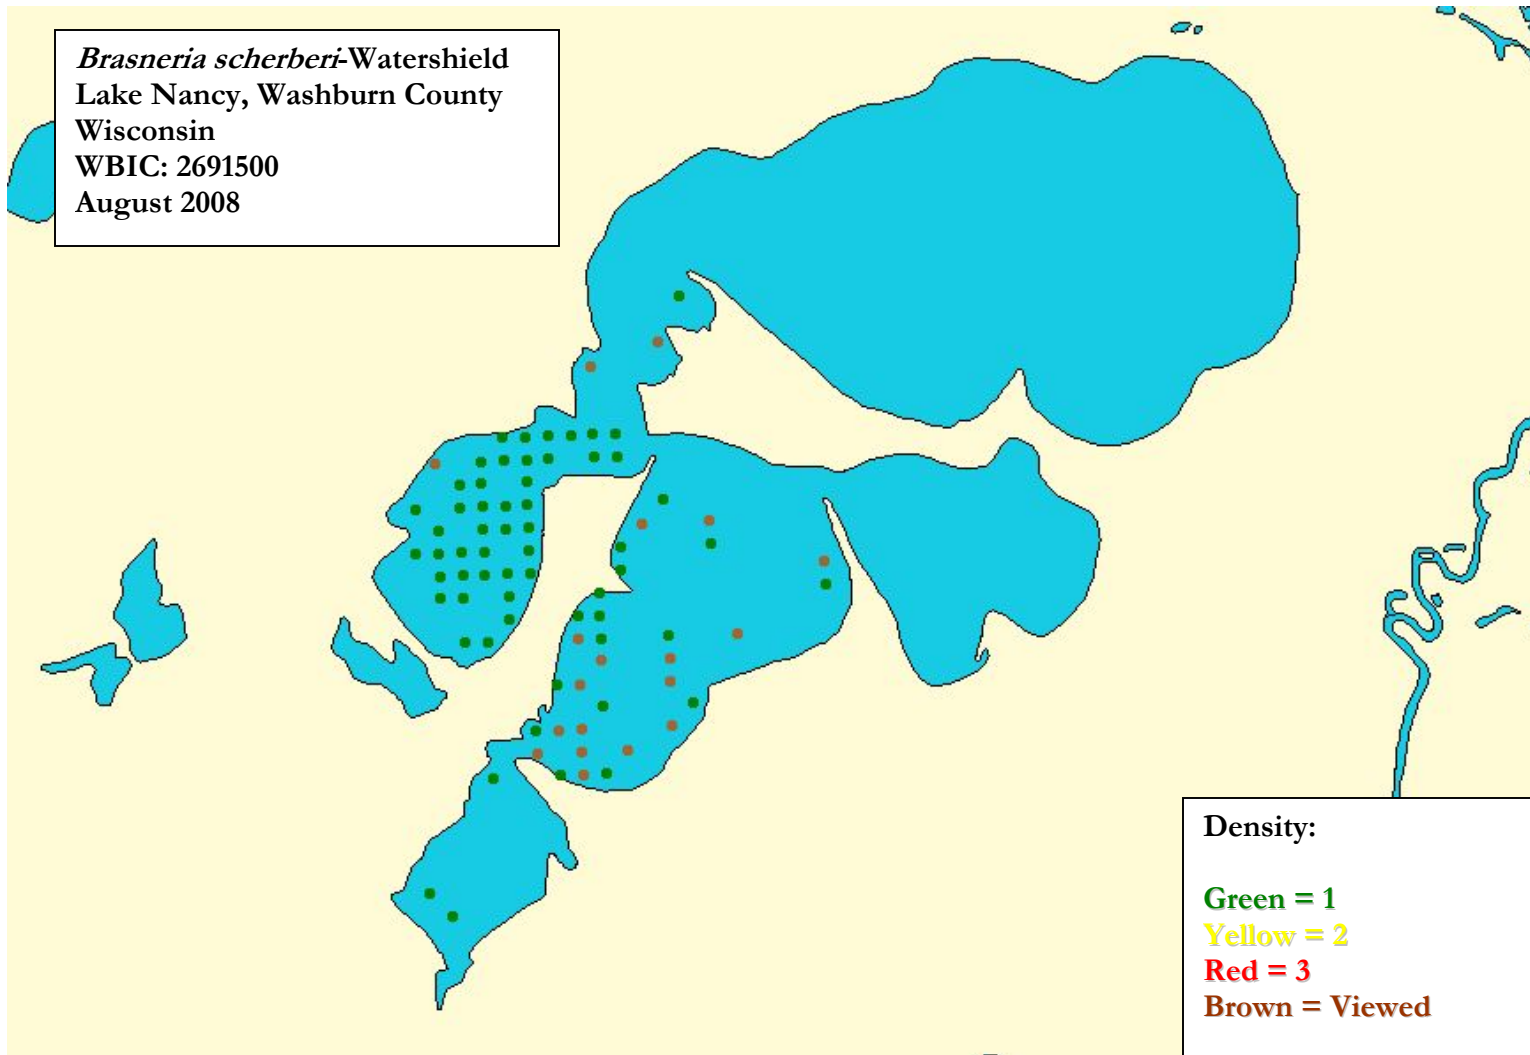 Brasneria scherberi-Watershield
Lake Nancy, Washburn County
Wisconsin
WBIC: 2691500
August 2008
Density:
Green = 1
Yellow = 2
Red = 3
Brown = Viewed